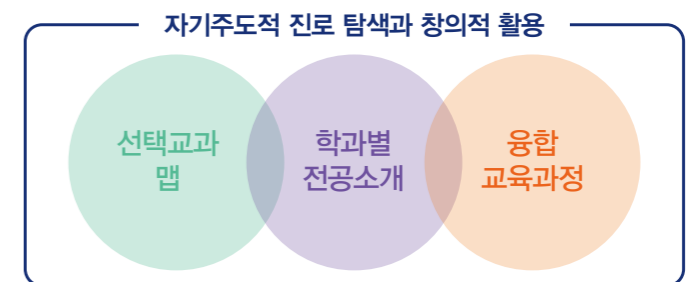 자기주도적 진로 탐색과 창의적 활용
선택교과
맵
학과별
전공소개
융합
교육과정